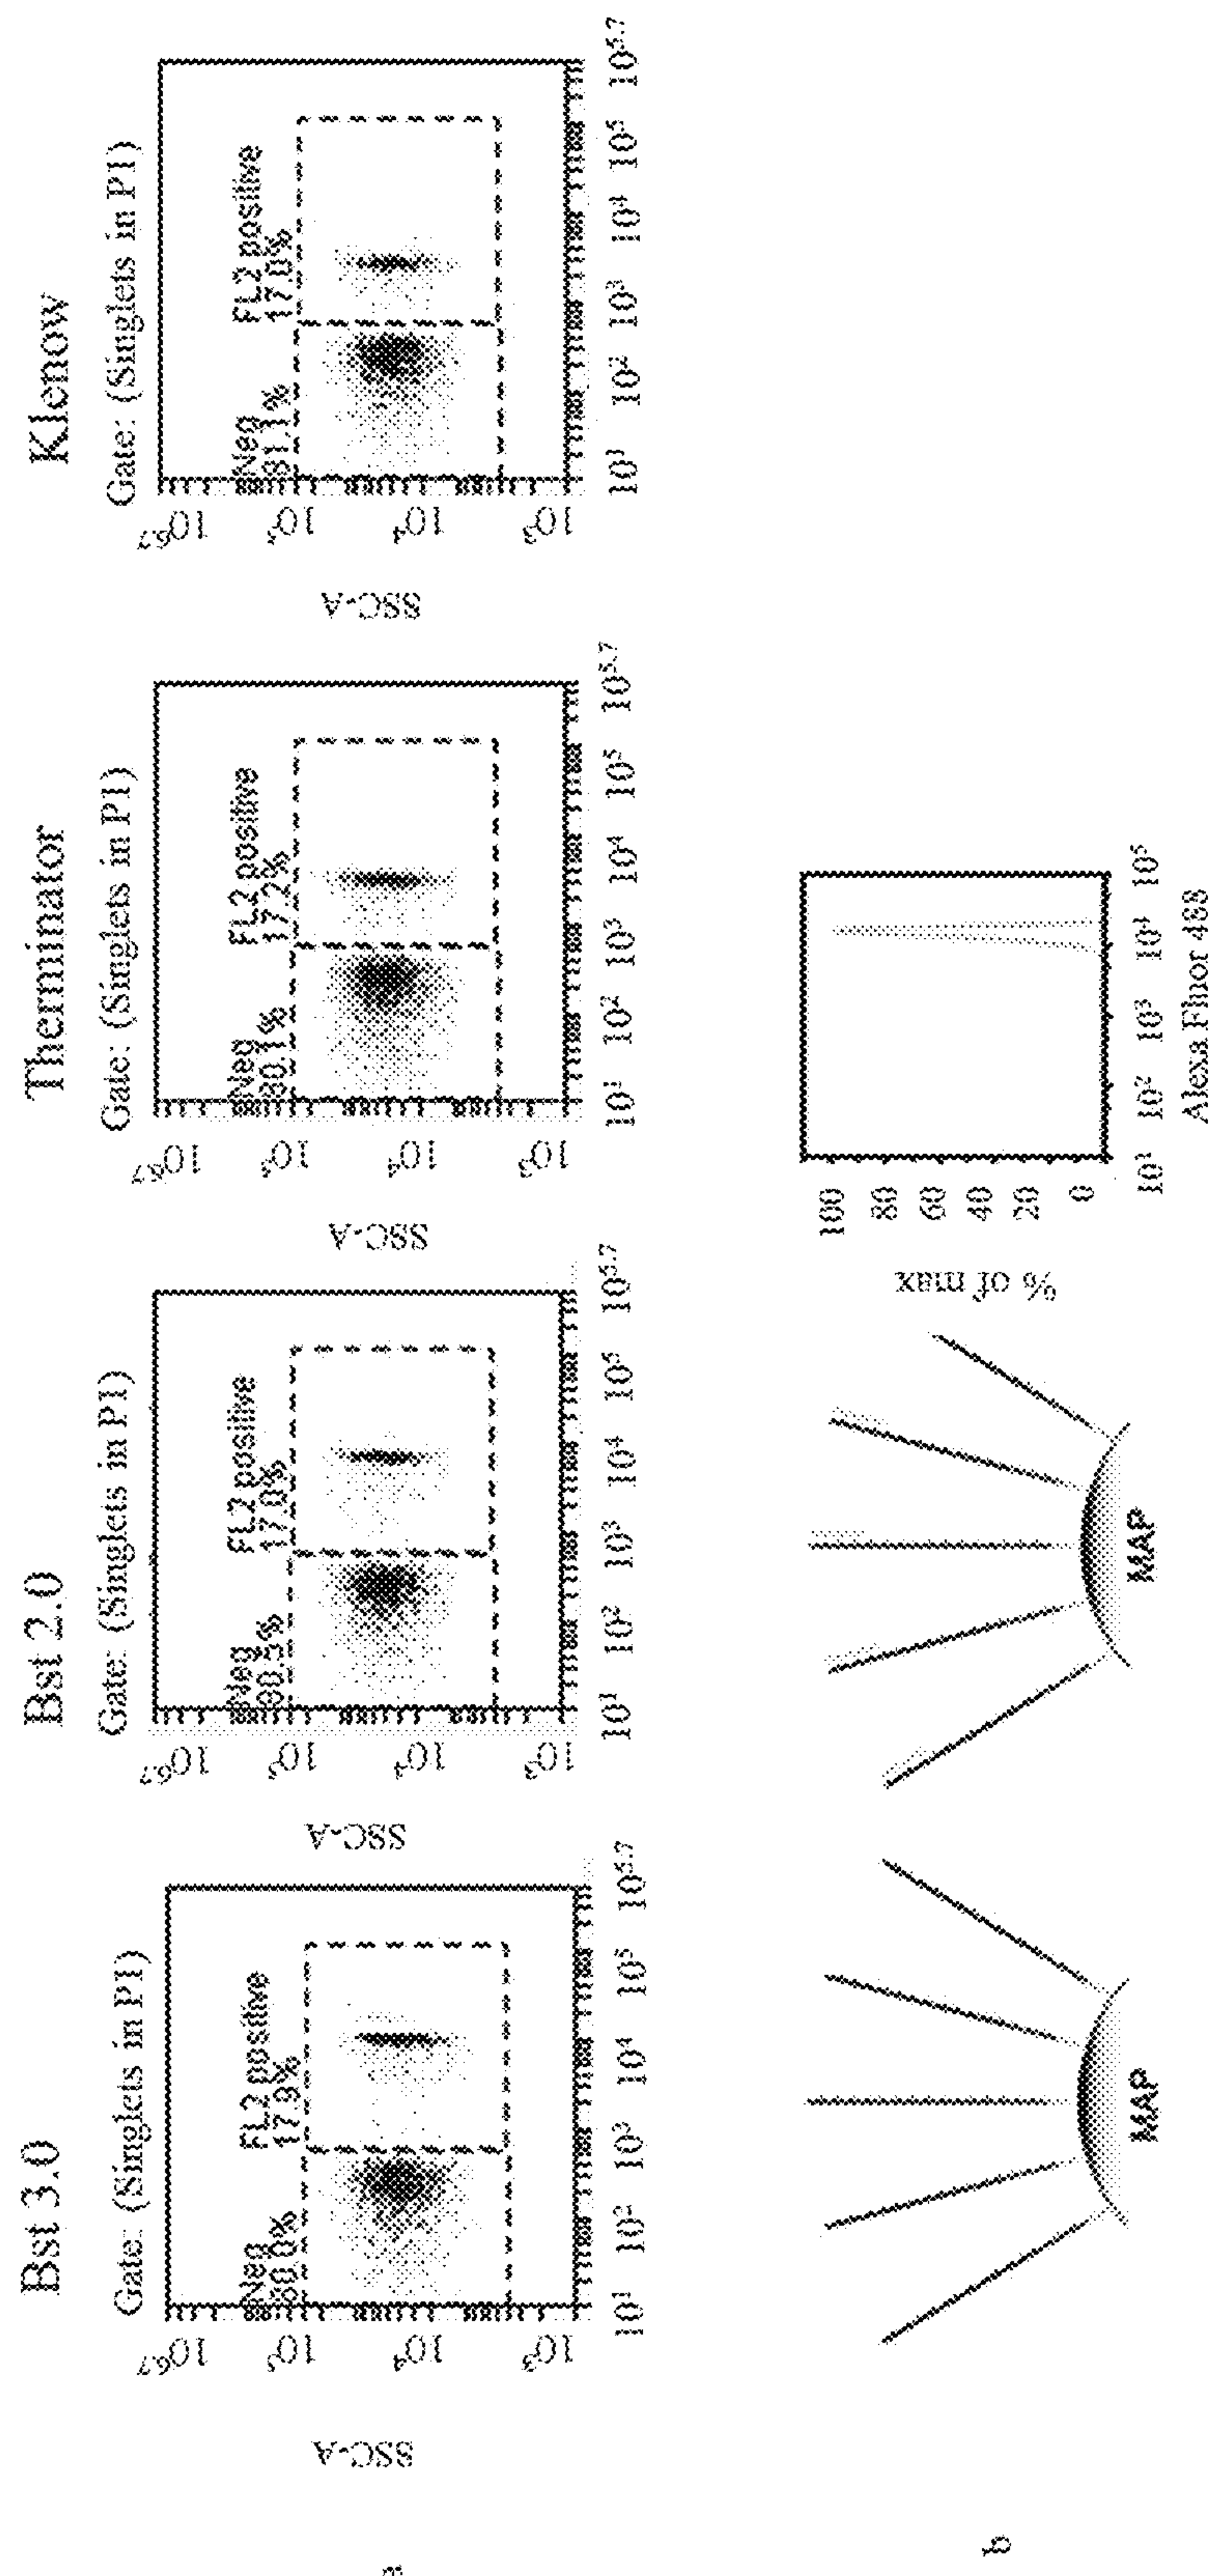 a
Bst 3.0
Gate: (Singlets in P1)
Neg
80.0%
FL2 positive
17.9%
SSC-A
10^6.7
10^5
10^4
10^3
10^1
10^2
10^3
10^4
10^5
10^5.7
Bst 2.0
Gate: (Singlets in P1)
Neg
80.5%
FL2 positive
17.0%
SSC-A
10^6.7
10^5
10^4
10^3
10^1
10^2
10^3
10^4
10^5
10^5.7
Therminator
Gate: (Singlets in P1)
Neg
80.1%
FL2 positive
17.2%
SSC-A
10^6.7
10^5
10^4
10^3
10^1
10^2
10^3
10^4
10^5
10^5.7
Klenow
Gate: (Singlets in P1)
Neg
81.1%
FL2 positive
17.0%
SSC-A
10^6.7
10^5
10^4
10^3
10^1
10^2
10^3
10^4
10^5
10^5.7
b
MAP
MAP
% of max
100
80
60
40
20
0
10^1
10^2
10^3
10^4
10^5
Alexa Fluor 488